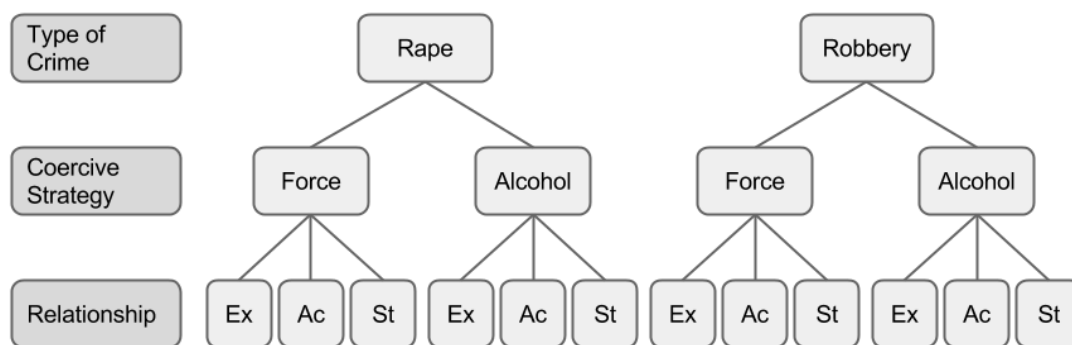 Type of
Crime
Rape
Robbery
Coercive
Strategy
Force
Alcohol
Force
Alcohol
Relationship
Ex
Ac
St
Ex
Ac
St
Ex
Ac
St
Ex
Ac
St